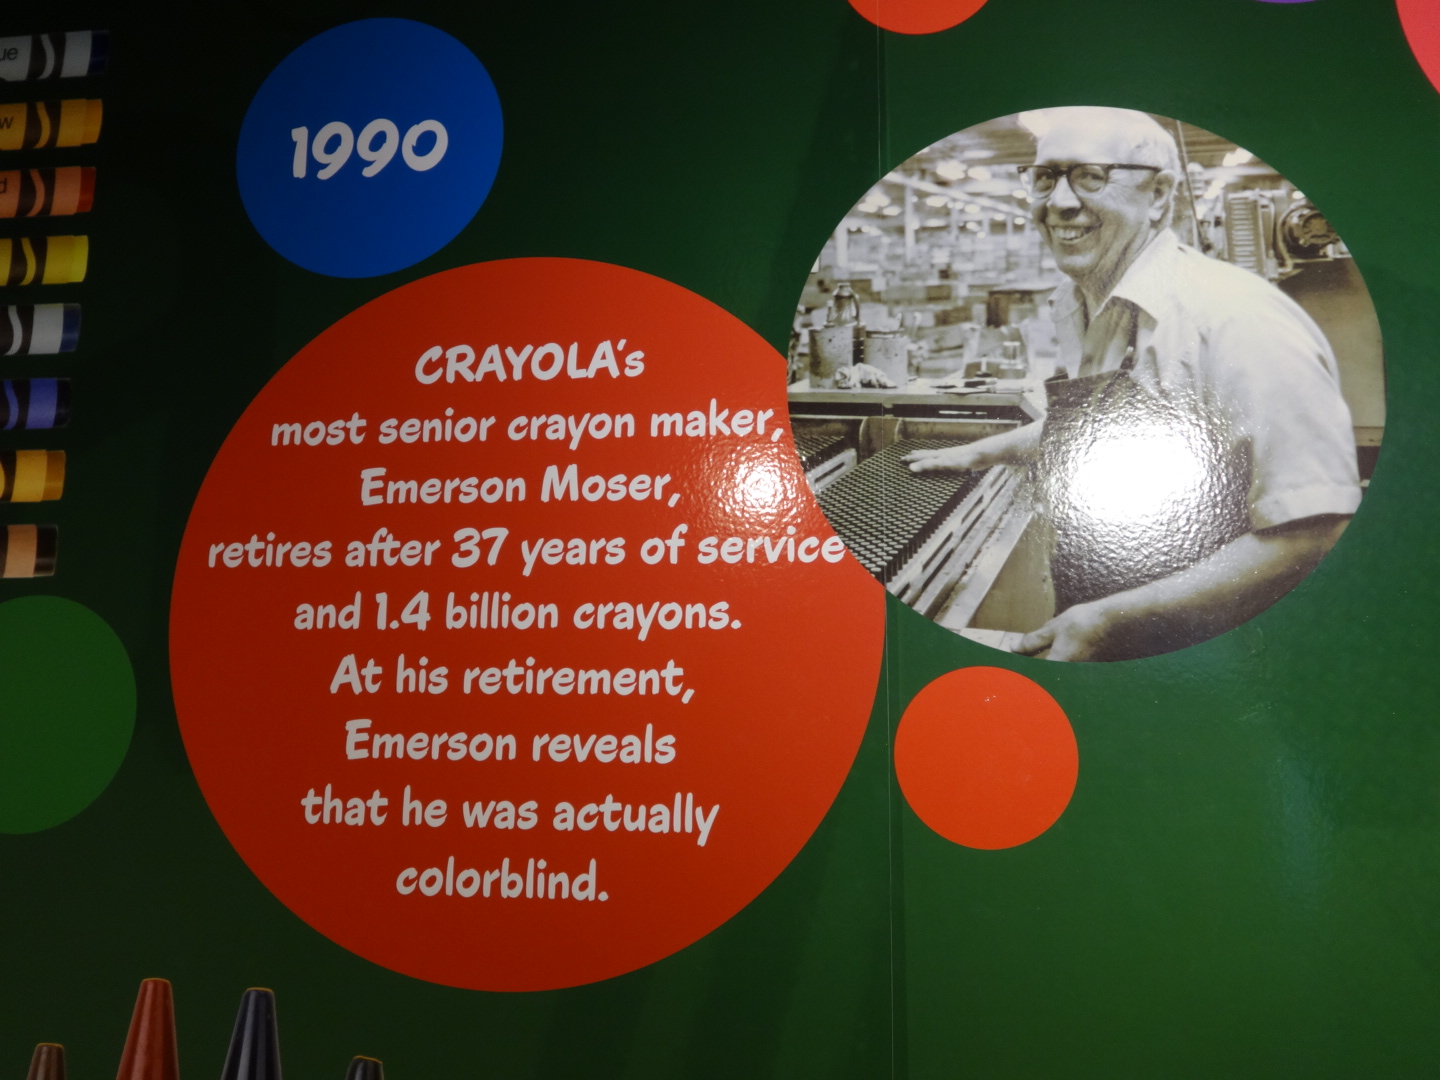 ue
w
d
1990
CRAYOLA's
most senior crayon maker,
Emerson Moser,
retires after 37 years of service
and 1.4 billion crayons.
At his retirement,
Emerson reveals
that he was actually
colorblind.